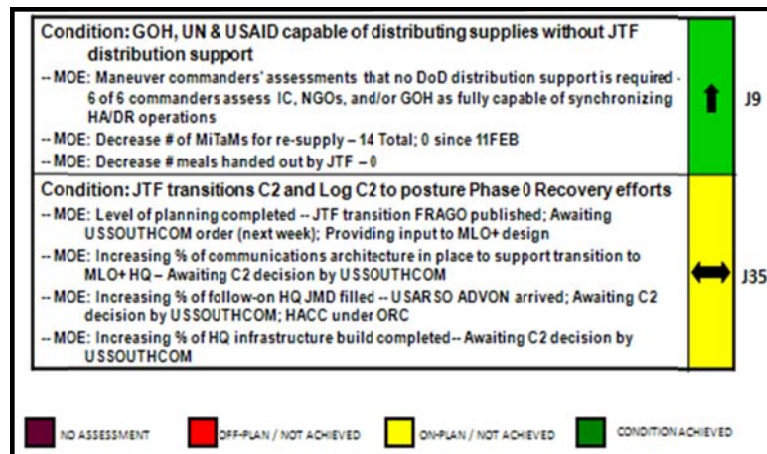 Condition: GOH, UN & USAID capable of distributing supplies without JTF
distribution support
-- MOE: Maneuver commanders' assessments that no DoD distribution support is required -
6 of 6 commanders assess IC, NGOs, and/or GOH as fully capable of synchronizing
HA/DR operations
-- MOE: Decrease # of MiTaMs for re-supply – 14 Total; 0 since 11FEB
-- MOE: Decrease # meals handed out by JTF – 0
J9
Condition: JTF transitions C2 and Log C2 to posture Phase 0 Recovery efforts
-- MOE: Level of planning completed -- JTF transition FRAGO published; Awaiting
USSOUTHCOM order (next week); Providing input to MLO+ design
-- MOE: Increasing % of communications architecture in place to support transition to
MLO+ HQ – Awaiting C2 decision by USSOUTHCOM
-- MOE: Increasing % of follow-on HQ JMD filled -- USARSO ADVON arrived; Awaiting C2
decision by USSOUTHCOM; HACC under ORC
-- MOE: Increasing % of HQ infrastructure build completed-- Awaiting C2 decision by
USSOUTHCOM
J35
NO ASSESSMENT
OFF-PLAN / NOT ACHIEVED
ON-PLAN / NOT ACHIEVED
CONDITION ACHIEVED